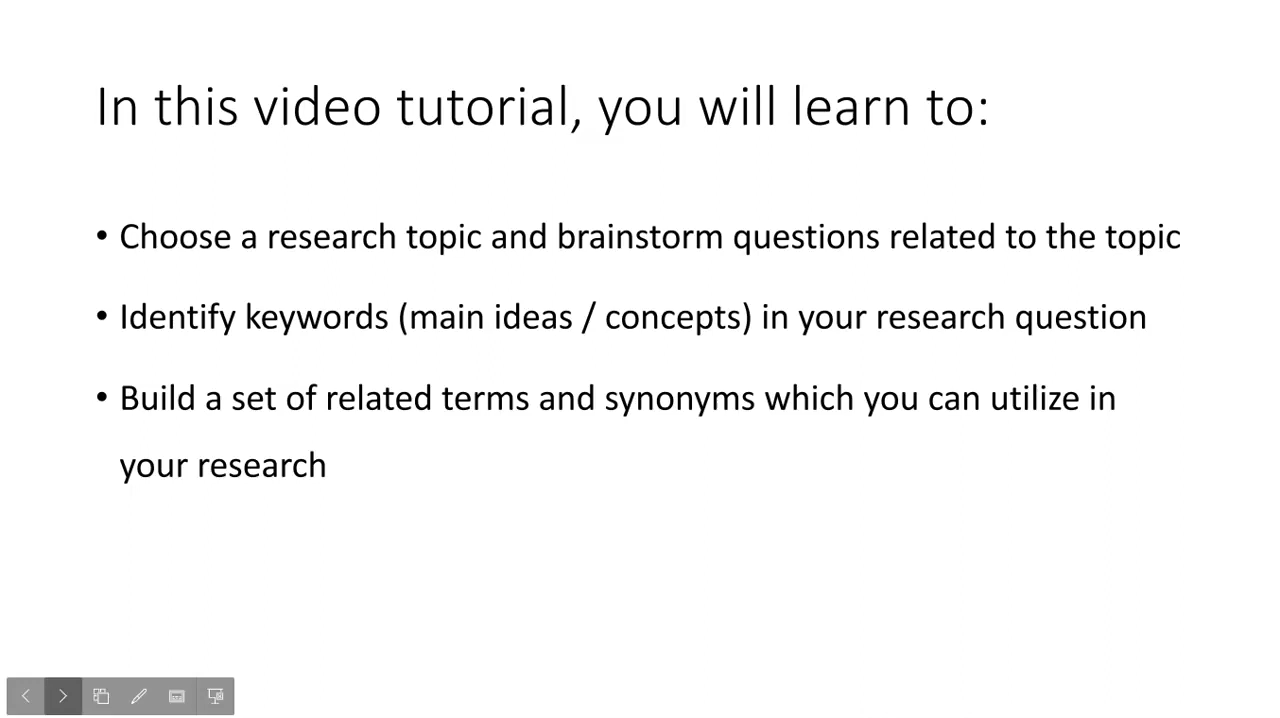 In this video tutorial, you will learn to:
• Choose a research topic and brainstorm questions related to the topic
• Identify keywords (main ideas / concepts) in your research question
• Build a set of related terms and synonyms which you can utilize in
your research